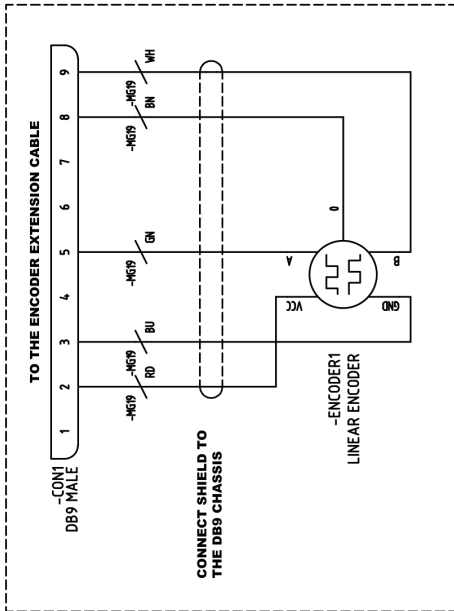 TO THE ENCODER EXTENSION CABLE
-CON1
DB9 MALE
1
2
3
4
5
6
7
8
9
-MG19
RD
-MG19
BU
-MG19
GN
-MG19
BN
-MG19
WH
CONNECT SHIELD TO
THE DB9 CHASSIS
VCC
A
0
GND
B
-ENCODER1
LINEAR ENCODER